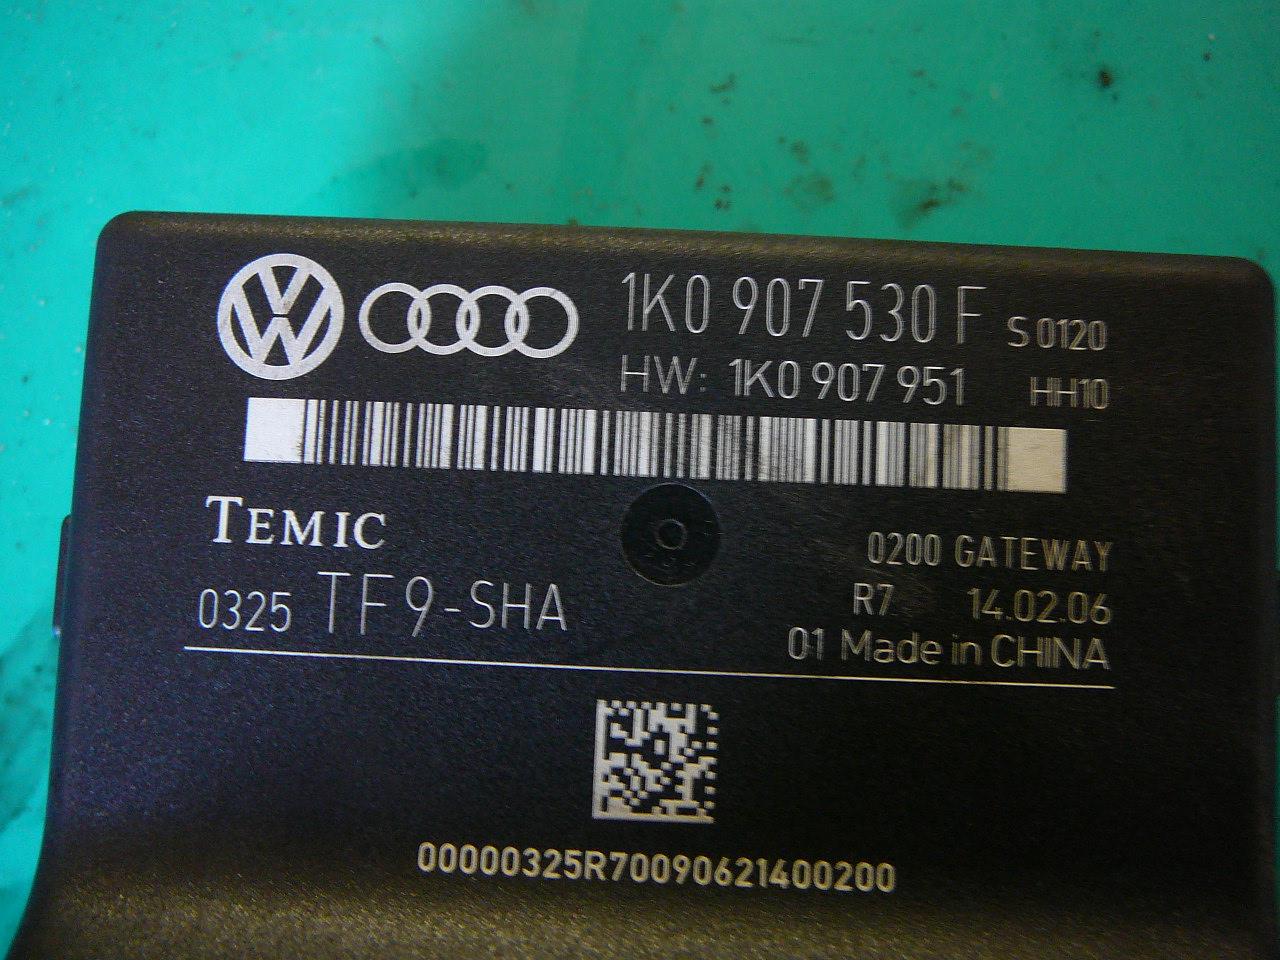 1K0 907 530 F S 0120
HW: 1K0 907 951 HH10
TEMIC
0200 GATEWAY
0325 TF9-SHA
R7 14.02.06
01 Made in CHINA
00000325R70090621400200